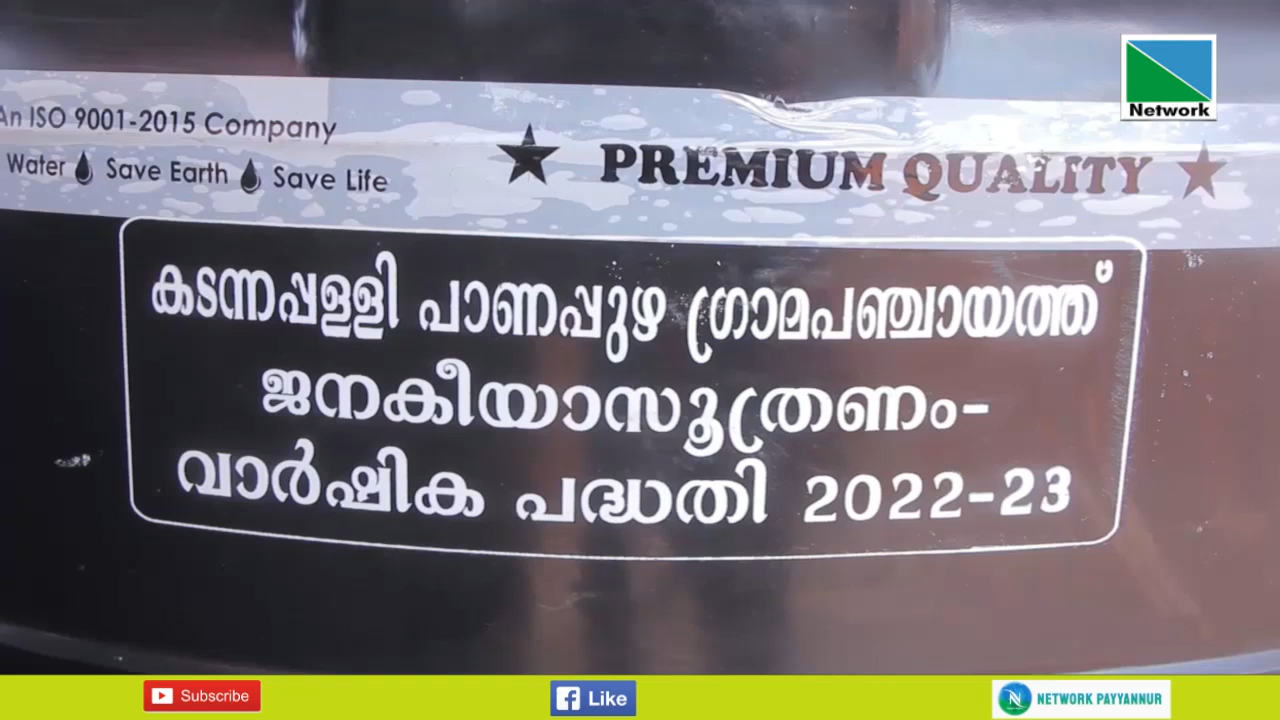 Network
An ISO 9001-2015 Company
Water Save Earth Save Life
PREMIUM QUALITY
കടന്നപ്പള്ളി പാണപ്പുഴ ഗ്രാമപഞ്ചായത്ത്
ജനകീയാസൂത്രണം-
വാർഷിക പദ്ധതി 2022-23
Subscribe
Like
NETWORK PAYYANNUR